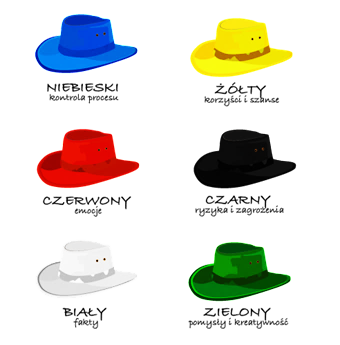 NIEBIESKI
kontrola procesu
ŻÓŁTY
korzyści i szanse
CZERWONY
emocje
CZARNY
ryzyka i zagrożenia
BIAŁY
fakty
ZIELONY
pomysły i kreatywność